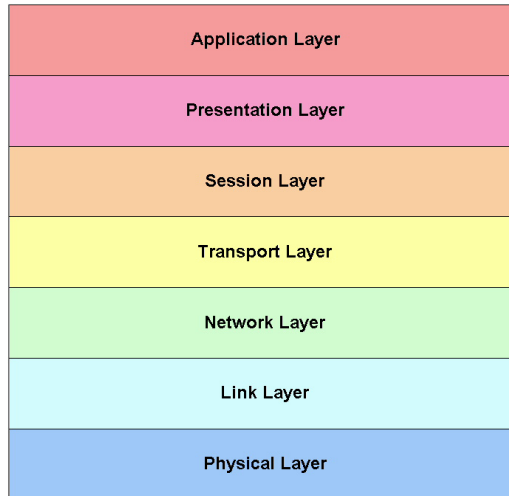 Application Layer
Presentation Layer
Session Layer
Transport Layer
Network Layer
Link Layer
Physical Layer